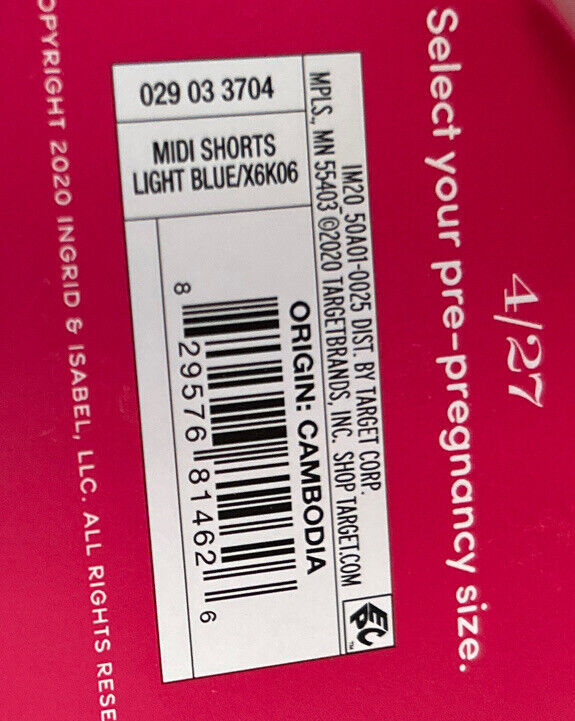 4/27
Select your pre-pregnancy size.
029 03 3704
MIDI SHORTS
LIGHT BLUE/X6K06
IM20_50A01-0025 DIST. BY TARGET CORP.
MPLS., MN 55403 ©2020 TARGETBRANDS, INC. SHOP TARGET.COM
EPC™
ORIGIN: CAMBODIA
8 29576 81462 6
OPYRIGHT 2020 INGRID & ISABEL, LLC. ALL RIGHTS RESE